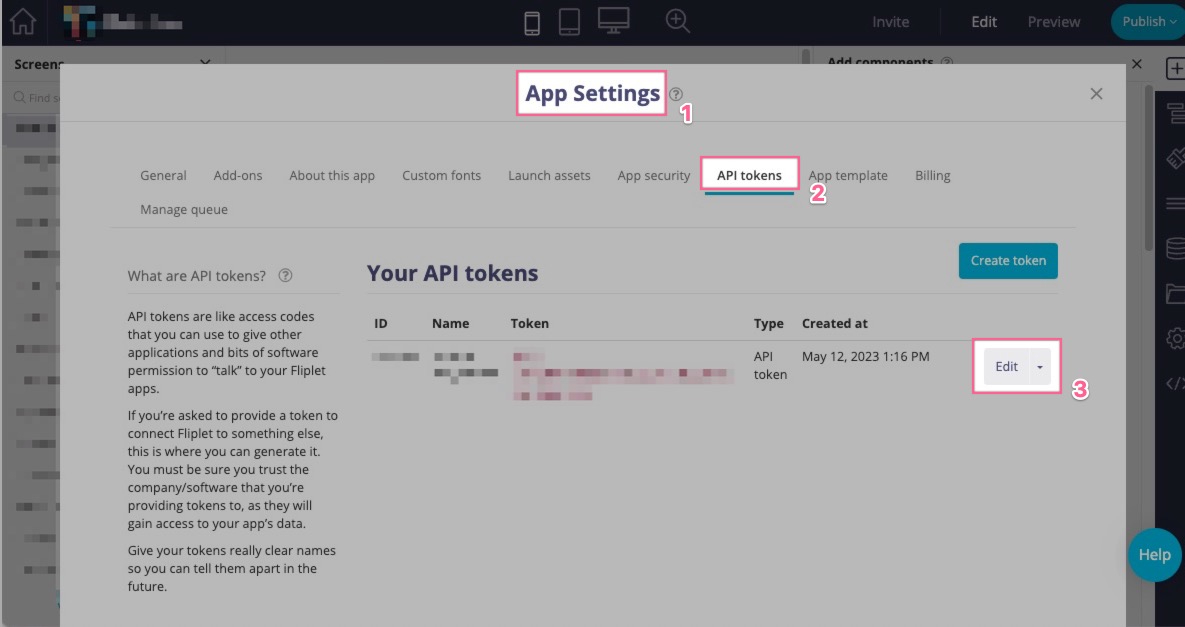 Invite Edit Preview Publish
Screens
Add components
Find s
App Settings
1
General Add-ons About this app Custom fonts Launch assets App security API tokens App template Billing
2
Manage queue
What are API tokens?
Your API tokens
Create token
API tokens are like access codes
that you can use to give other
applications and bits of software
permission to “talk” to your Fliplet
apps.
If you’re asked to provide a token to
connect Fliplet to something else,
this is where you can generate it.
You must be sure you trust the
company/software that you’re
providing tokens to, as they will
gain access to your app’s data.
Give your tokens really clear names
so you can tell them apart in the
future.
ID Name Token Type Created at
API
token
May 12, 2023 1:16 PM
Edit
3
Help